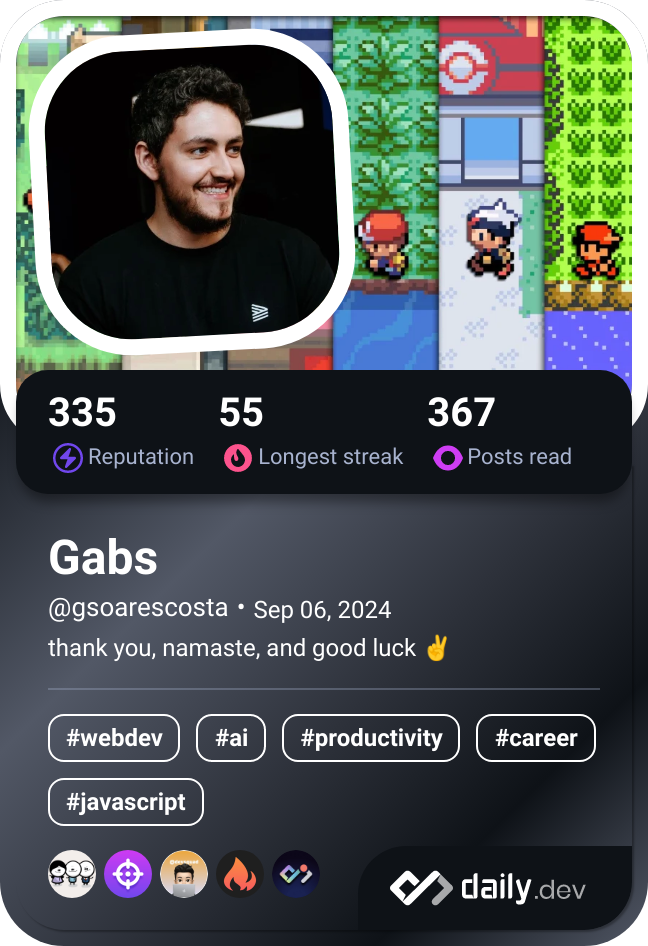 335 55 367
Reputation Longest streak Posts read
Gabs
@gsoarescosta • Sep 06, 2024
thank you, namaste, and good luck ✌️
#webdev #ai #productivity #career
#javascript
daily.dev